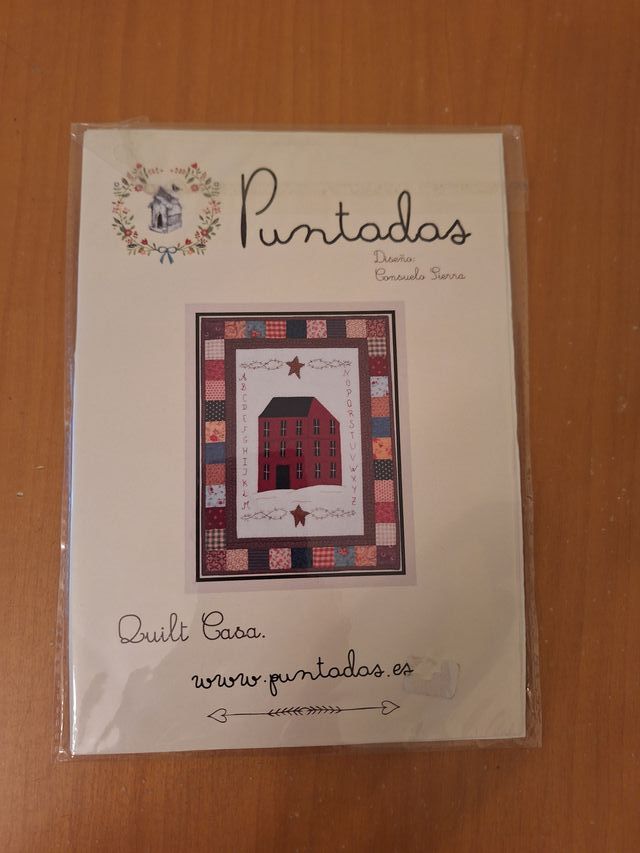 Puntadas
Diseño:
Consuelo Sierra
A
B
C
D
E
F
G
H
I
J
K
L
M
N
O
P
Q
R
S
T
U
V
W
X
Y
Z
Quilt Casa.
www.puntadas.es